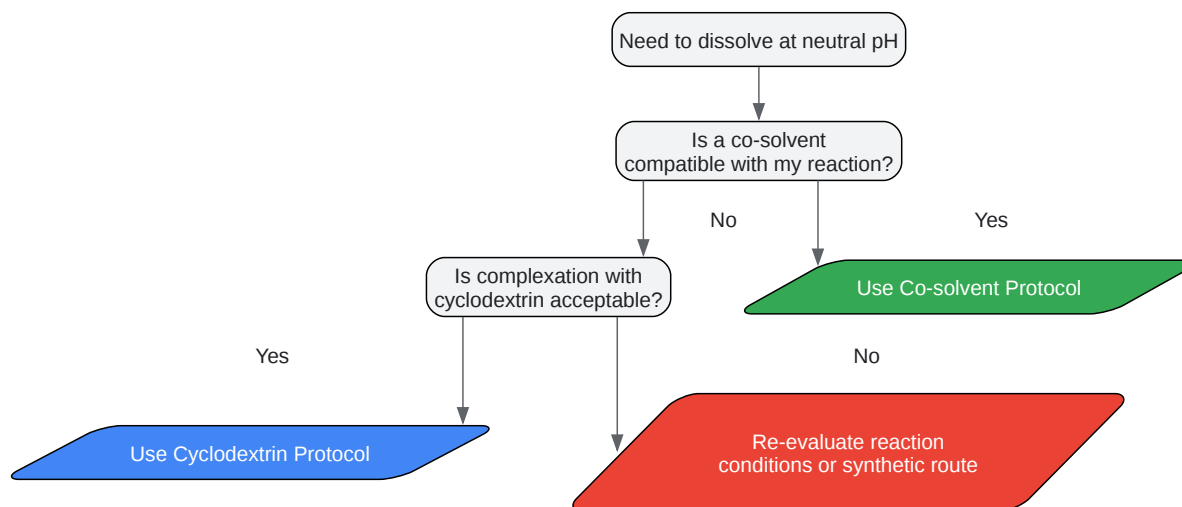 Need to dissolve at neutral pH
Is a co-solvent
compatible with my reaction?
No
Yes
Is complexation with
cyclodextrin acceptable?
Use Co-solvent Protocol
Yes
No
Use Cyclodextrin Protocol
Re-evaluate reaction
conditions or synthetic route